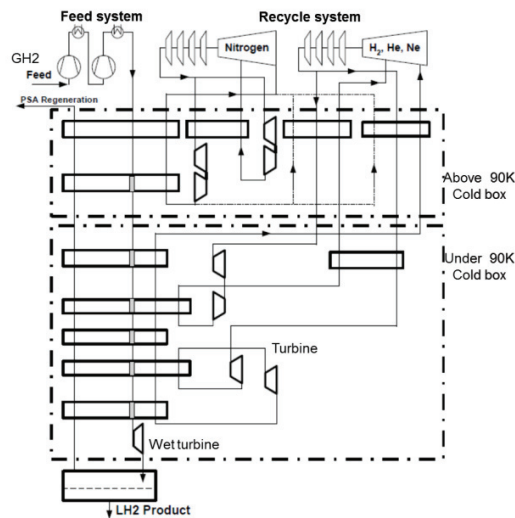 Feed system
Recycle system
GH2
Feed
Nitrogen
H2, He, Ne
PSA Regeneration
Above 90K
Cold box
Under 90K
Cold box
Turbine
Wet turbine
LH2 Product